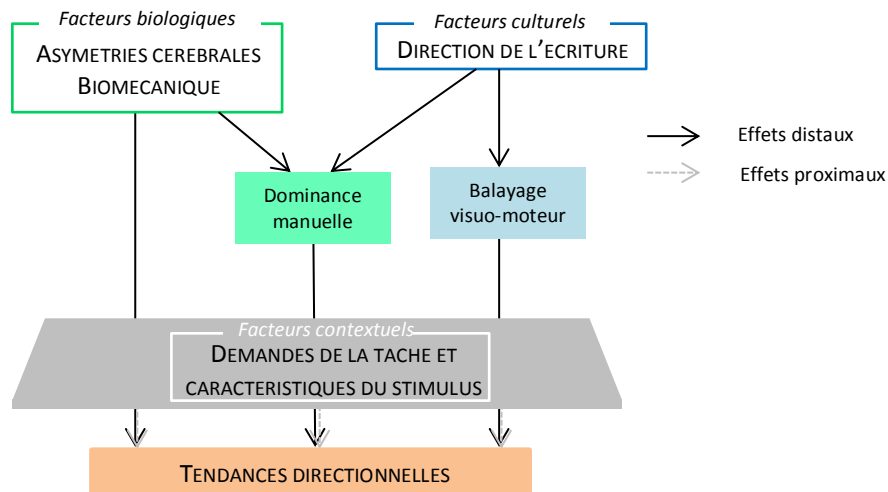 Facteurs biologiques
ASYMETRIES CEREBRALES
BIOMECANIQUE
Facteurs culturels
DIRECTION DE L'ECRITURE
Effets distaux
Effets proximaux
Dominance
manuelle
Balayage
visuo-moteur
Facteurs contextuels
DEMANDES DE LA TACHE ET
CARACTERISTIQUES DU STIMULUS
TENDANCES DIRECTIONNELLES